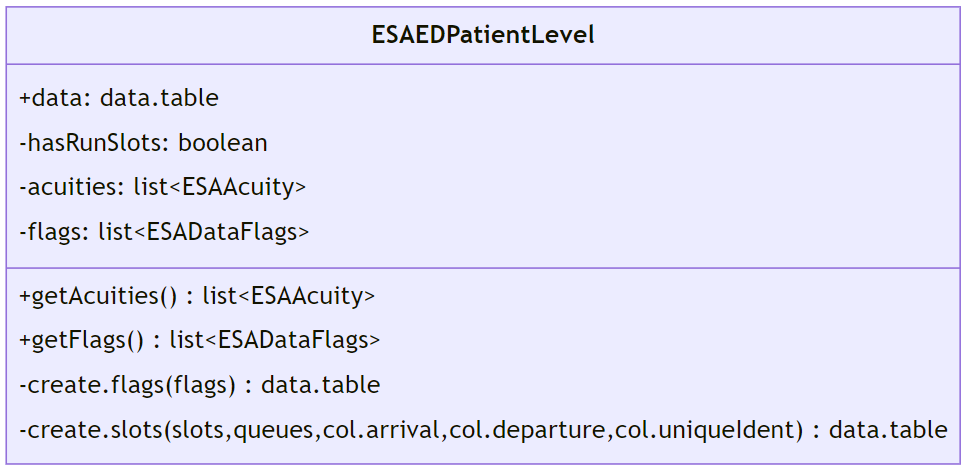 ESAEDPatientLevel
+data: data.table
-hasRunSlots: boolean
-acuities: list<ESAAcuity>
-flags: list<ESADataFlags>
+getAcuities() : list<ESAAcuity>
+getFlags() : list<ESADataFlags>
-create.flags(flags) : data.table
-create.slots(slots,queues,col.arrival,col.departure,col.uniqueIdent) : data.table